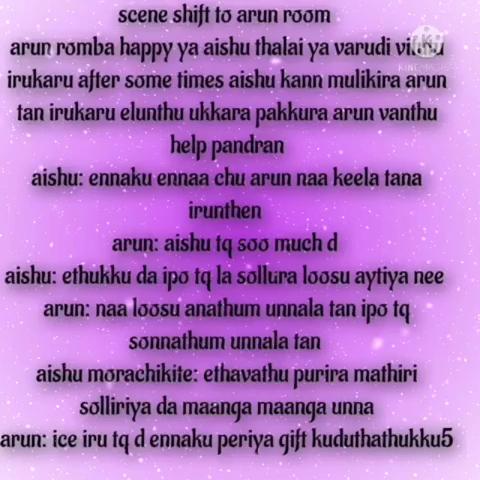 scene shift to arun room
arun romba happy ya aishu thalai ya varudi
irukaru after some times aishu kann mulikira arun
tan irukaru elunthu ukkara pakkura arun vanthu
help pandran
aishu: ennaku ennaa chu arun naa keela tana
irunthen
arun: aishu tq soo much d
aishu: ethukku da ipo tq la sollura loosu aytiya nee
arun: naa loosu anathum unnala tan ipo tq
sonnathum unnala tan
aishu morachikite: ethavathu purira mathiri
solliriya da maanga maanga unna
arun: ice iru tq d ennaku periya gift kuduthathukku5